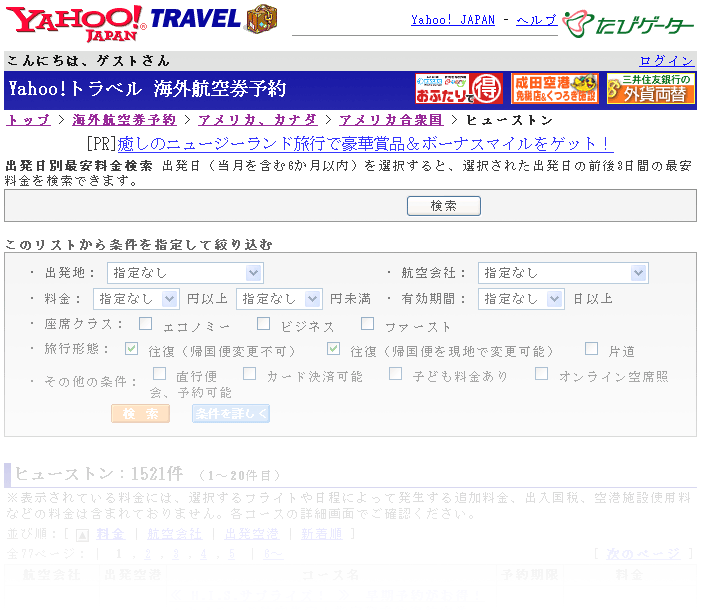 YAHOO! JAPAN TRAVEL
Yahoo! JAPAN - ヘルプ
たびゲーター
こんにちは、ゲストさん ログイン
Yahoo!トラベル 海外航空券予約
おふたりで得
成田空港 免税店&くつろぎ施設
三井住友銀行の 外貨両替
トップ > 海外航空券予約 > アメリカ、カナダ > アメリカ合衆国 > ヒューストン
[PR]癒しのニュージーランド旅行で豪華賞品&ボーナスマイルをゲット！
出発日別最安料金検索 出発日（当月を含む6か月以内）を選択すると、選択された出発日の前後3日間の最安
料金を検索できます。
検索
このリストから条件を指定して絞り込む
・ 出発地： 指定なし ・ 航空会社： 指定なし
・ 料金： 指定なし 円以上 指定なし 円未満 ・ 有効期間： 指定なし 日以上
・ 座席クラス： エコノミー ビジネス ファースト
・ 旅行形態： 往復（帰国便変更不可） 往復（帰国便を現地で変更可能） 片道
・ その他の条件： 直行便 カード決済可能 子ども料金あり オンライン空席照
会、予約可能
検 索 条件を詳しく
ヒューストン：1521件 （1～20件目）
※表示されている料金には、選択するフライトや日程によって発生する追加料金、出入国税、空港施設使用料
などの料金は含まれておりません。各コースの詳細画面でご確認ください。
並び順：[ ▲ 料金 | 航空会社 | 出発空港 | 新着順 ]
全77ページ： | 1 . 2 . 3 . 4 . 5 | 6～ [ 次のページ ]
航空会社 出発空港 コース名 予約期限 料金